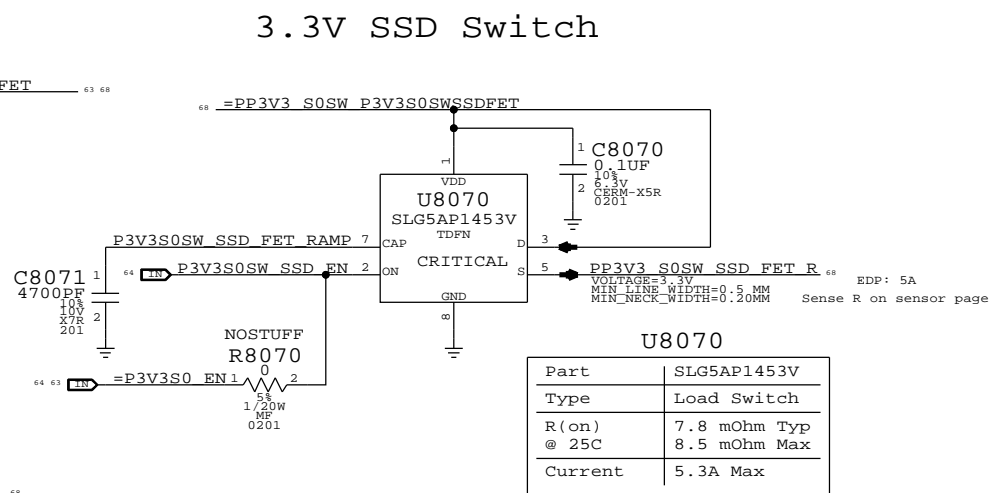 3.3V SSD Switch
FET 63 68
68 =PP3V3_S0SW_P3V3S0SWSSDFET
1
C8070
0.1UF
10%
6.3V
CERM-X5R
0201
2
1
VDD
U8070
SLG5AP1453V
TDFN
P3V3S0SW_SSD_FET_RAMP 7 CAP
D 3
64 IN P3V3S0SW_SSD_EN 2 ON
CRITICAL
S 5 PP3V3_S0SW_SSD_FET_R 68
VOLTAGE=3.3V
MIN_LINE_WIDTH=0.5 MM
MIN_NECK_WIDTH=0.20MM
EDP: 5A
Sense R on sensor page
GND
8
C8071
4700PF
10%
10V
X7R
201
1
2
NOSTUFF
R8070
0
64 63 IN =P3V3S0_EN 1 2
5%
1/20W
MF
0201
U8070
Part SLG5AP1453V
Type Load Switch
R(on) 7.8 mOhm Typ
@ 25C 8.5 mOhm Max
Current 5.3A Max
68